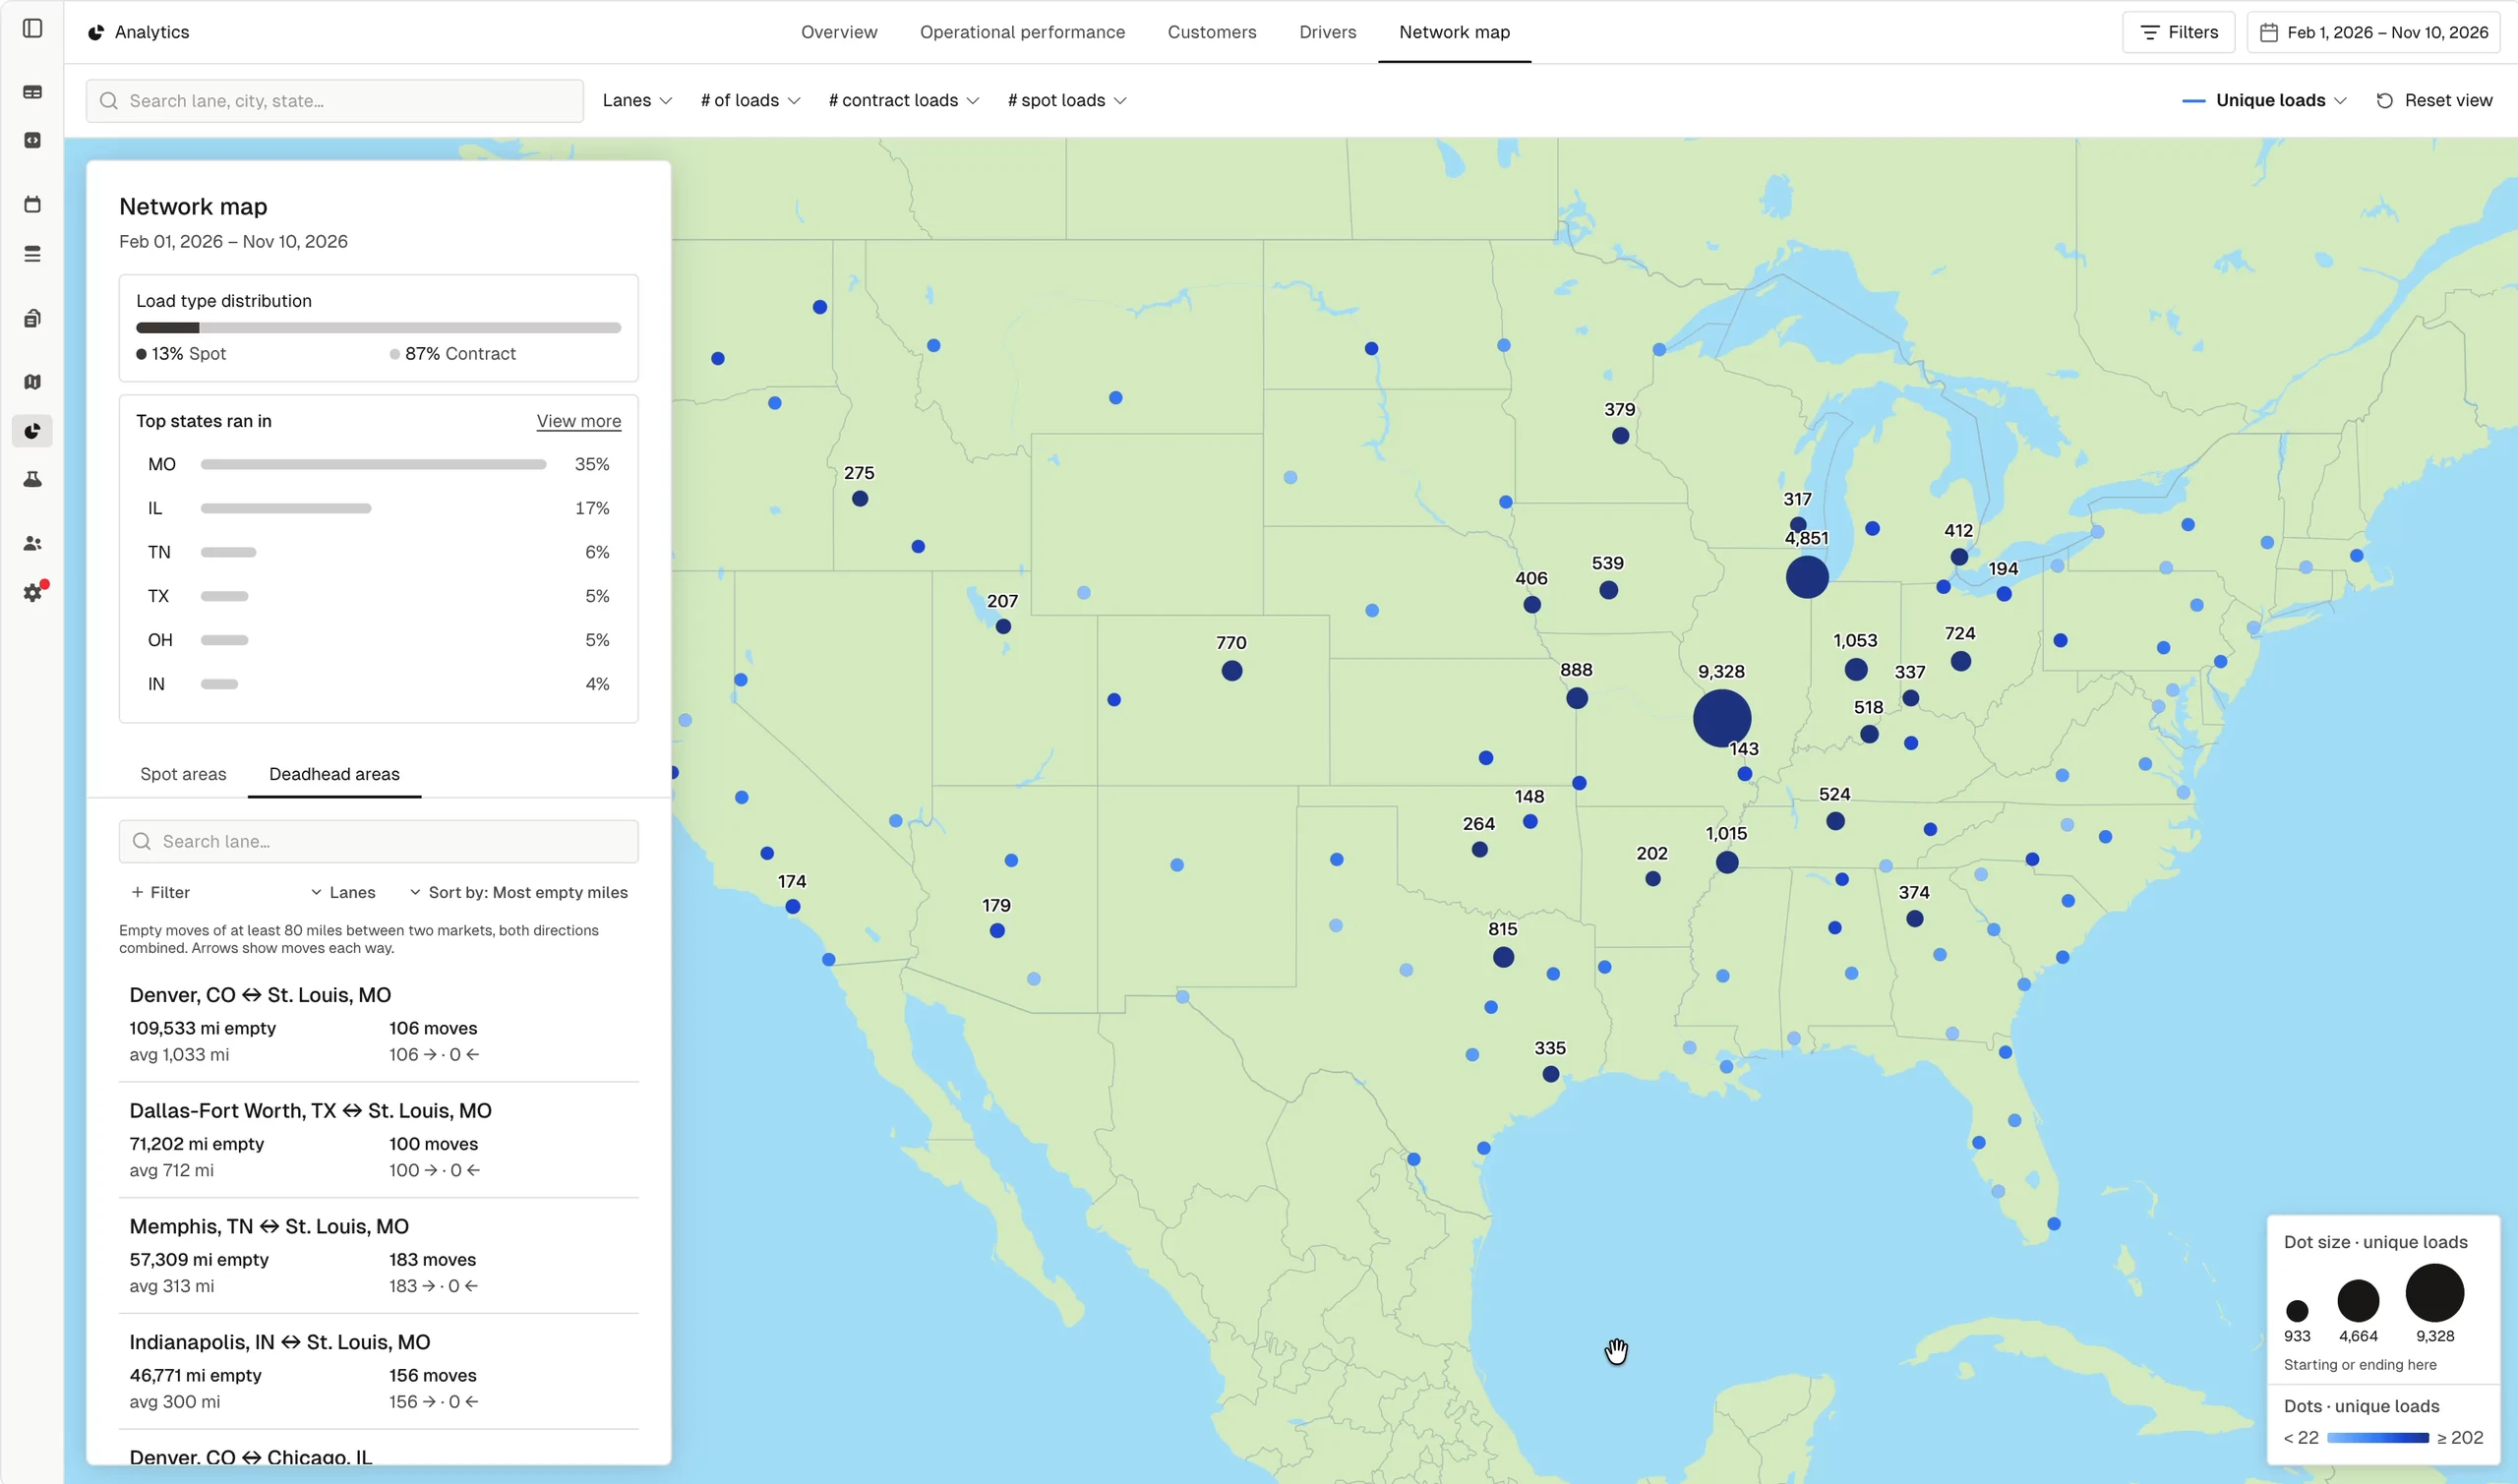 Analytics
Overview
Operational performance
Customers
Drivers
Network map
Filters
Feb 1, 2026 – Nov 10, 2026
Search lane, city, state...
Lanes
# of loads
# contract loads
# spot loads
Unique loads
Reset view
Network map
Feb 01, 2026 – Nov 10, 2026
Load type distribution
13% Spot
87% Contract
Top states ran in
View more
MO 35%
IL 17%
TN 6%
TX 5%
OH 5%
IN 4%
Spot areas
Deadhead areas
Search lane...
+ Filter
Lanes
Sort by: Most empty miles
Empty moves of at least 80 miles between two markets, both directions
combined. Arrows show moves each way.
Denver, CO ↔ St. Louis, MO
109,533 mi empty 106 moves
avg 1,033 mi 106 → · 0 ←
Dallas-Fort Worth, TX ↔ St. Louis, MO
71,202 mi empty 100 moves
avg 712 mi 100 → · 0 ←
Memphis, TN ↔ St. Louis, MO
57,309 mi empty 183 moves
avg 313 mi 183 → · 0 ←
Indianapolis, IN ↔ St. Louis, MO
46,771 mi empty 156 moves
avg 300 mi 156 → · 0 ←
Denver, CO ↔ Chicago, IL
379
275
317
4,851
412
539
406
194
207
770
1,053
724
888
9,328
337
518
143
148
524
264
1,015
202
174
374
179
815
335
Dot size · unique loads
933 4,664 9,328
Starting or ending here
Dots · unique loads
< 22 ≥ 202